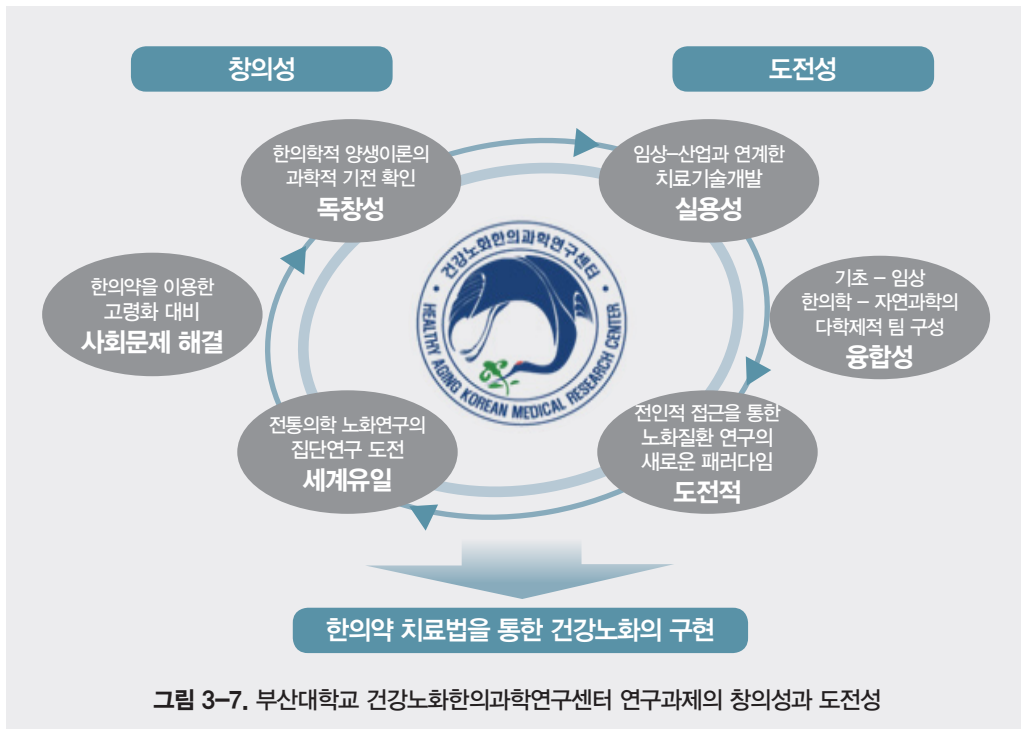 창의성
도전성
한의학적 양생이론의
과학적 기전 확인
독창성
임상-산업과 연계한
치료기술개발
실용성
한의약을 이용한
고령화 대비
사회문제 해결
건강노화한의과학연구센터
HEALTHY AGING KOREAN MEDICAL RESEARCH CENTER
기초 - 임상
한의학 - 자연과학의
다학제적 팀 구성
융합성
전통의학 노화연구의
집단연구 도전
세계유일
전인적 접근을 통한
노화질환 연구의
새로운 패러다임
도전적
한의약 치료법을 통한 건강노화의 구현
그림 3-7. 부산대학교 건강노화한의과학연구센터 연구과제의 창의성과 도전성